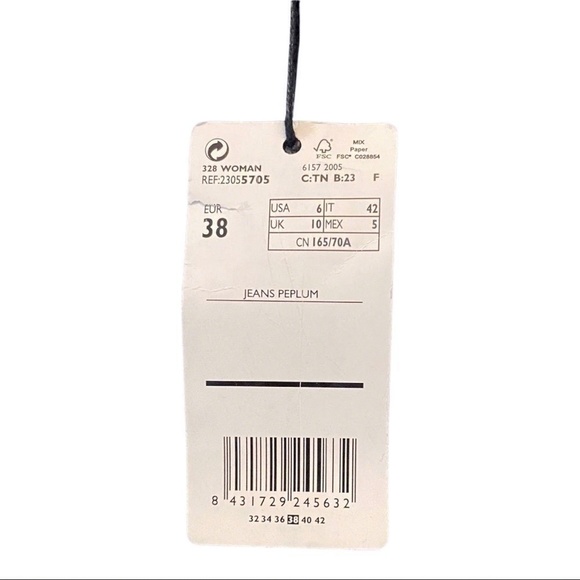 328 WOMAN
REF:23055705
FSC
MIX
Paper
FSC® C028854
6157 2005
C:TN B:23 F
EUR
38
USA 6 IT 42
UK 10 MEX 5
CN 165/70A
JEANS PEPLUM
8 431729 245632
32 34 36 38 40 42